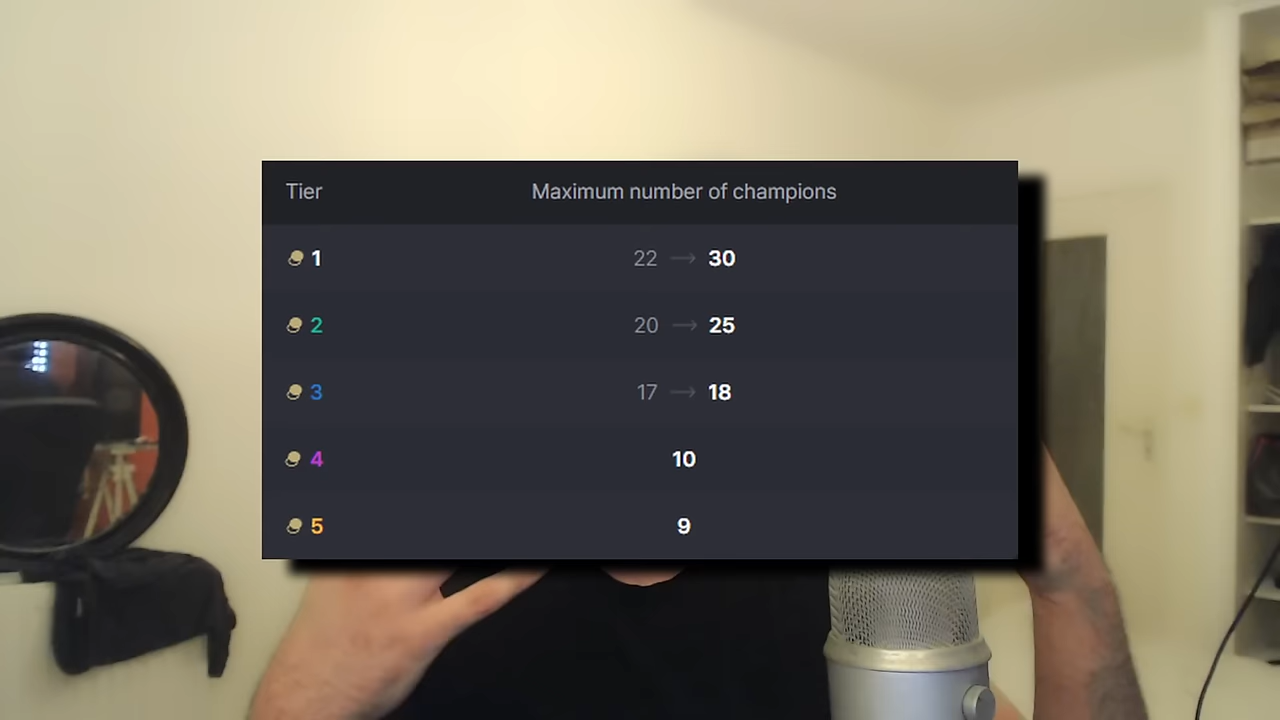 Tier Maximum number of champions
1 22 → 30
2 20 → 25
3 17 → 18
4 10
5 9